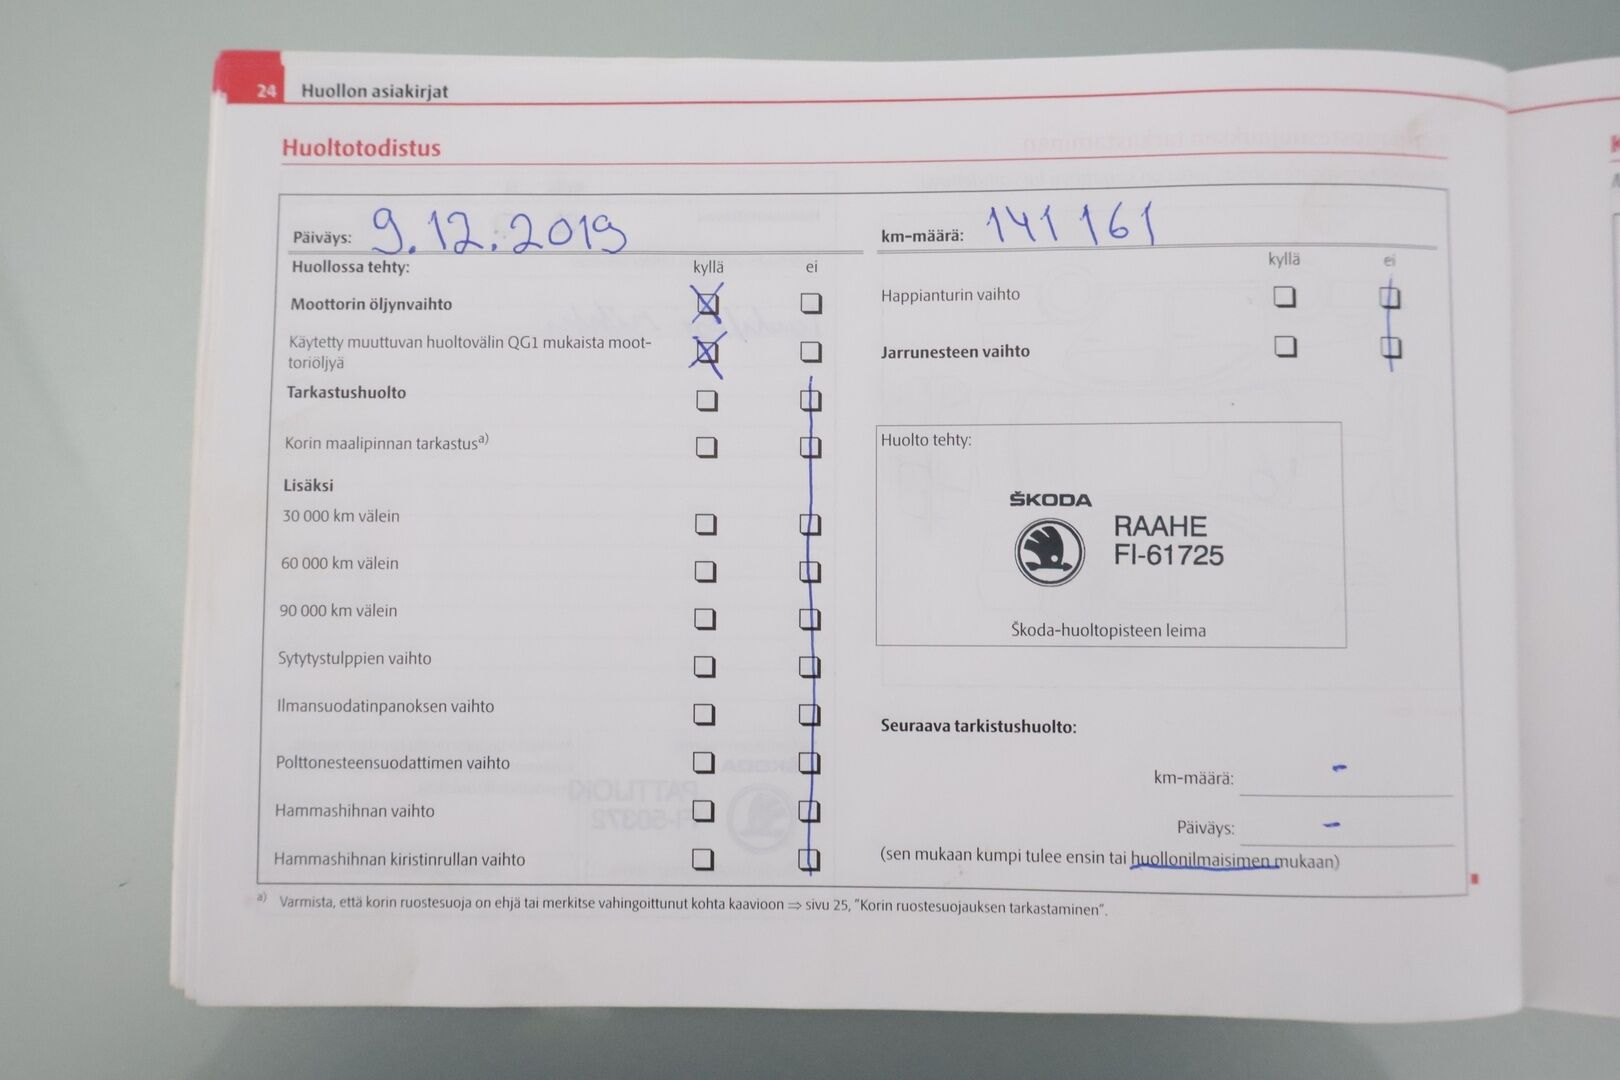 24 Huollon asiakirjat
Huoltotodistus
Päiväys: 9.12.2019
km-määrä: 141 161
Huollossa tehty: kyllä ei
Moottorin öljynvaihto
Käytetty muuttuvan huoltovälin QG1 mukaista moot-
toriöljyä
Tarkastushuolto
Korin maalipinnan tarkastus a)
Lisäksi
30 000 km välein
60 000 km välein
90 000 km välein
Sytytystulppien vaihto
Ilmansuodatinpanoksen vaihto
Polttonesteensuodattimen vaihto
Hammashihnan vaihto
Hammashihnan kiristinrullan vaihto
kyllä ei
Happianturin vaihto
Jarrunesteen vaihto
Huolto tehty:
ŠKODA
RAAHE
FI-61725
Škoda-huoltopisteen leima
Seuraava tarkistushuolto:
km-määrä: -
Päiväys: -
(sen mukaan kumpi tulee ensin tai huollonilmaisimen mukaan)
a) Varmista, että korin ruostesuoja on ehjä tai merkitse vahingoittunut kohta kaavioon ⇒ sivu 25, "Korin ruostesuojauksen tarkastaminen".